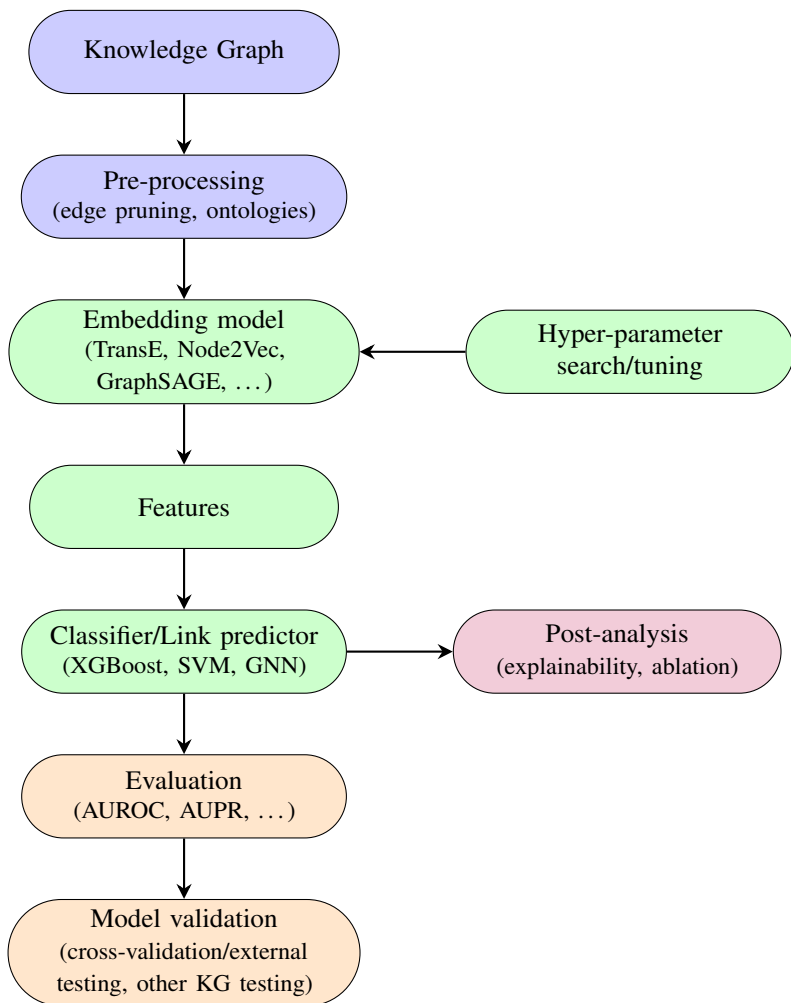 Knowledge Graph
Pre-processing
(edge pruning, ontologies)
Embedding model
(TransE, Node2Vec,
GraphSAGE, ...)
Hyper-parameter
search/tuning
Features
Classifier/Link predictor
(XGBoost, SVM, GNN)
Post-analysis
(explainability, ablation)
Evaluation
(AUROC, AUPR, ...)
Model validation
(cross-validation/external
testing, other KG testing)